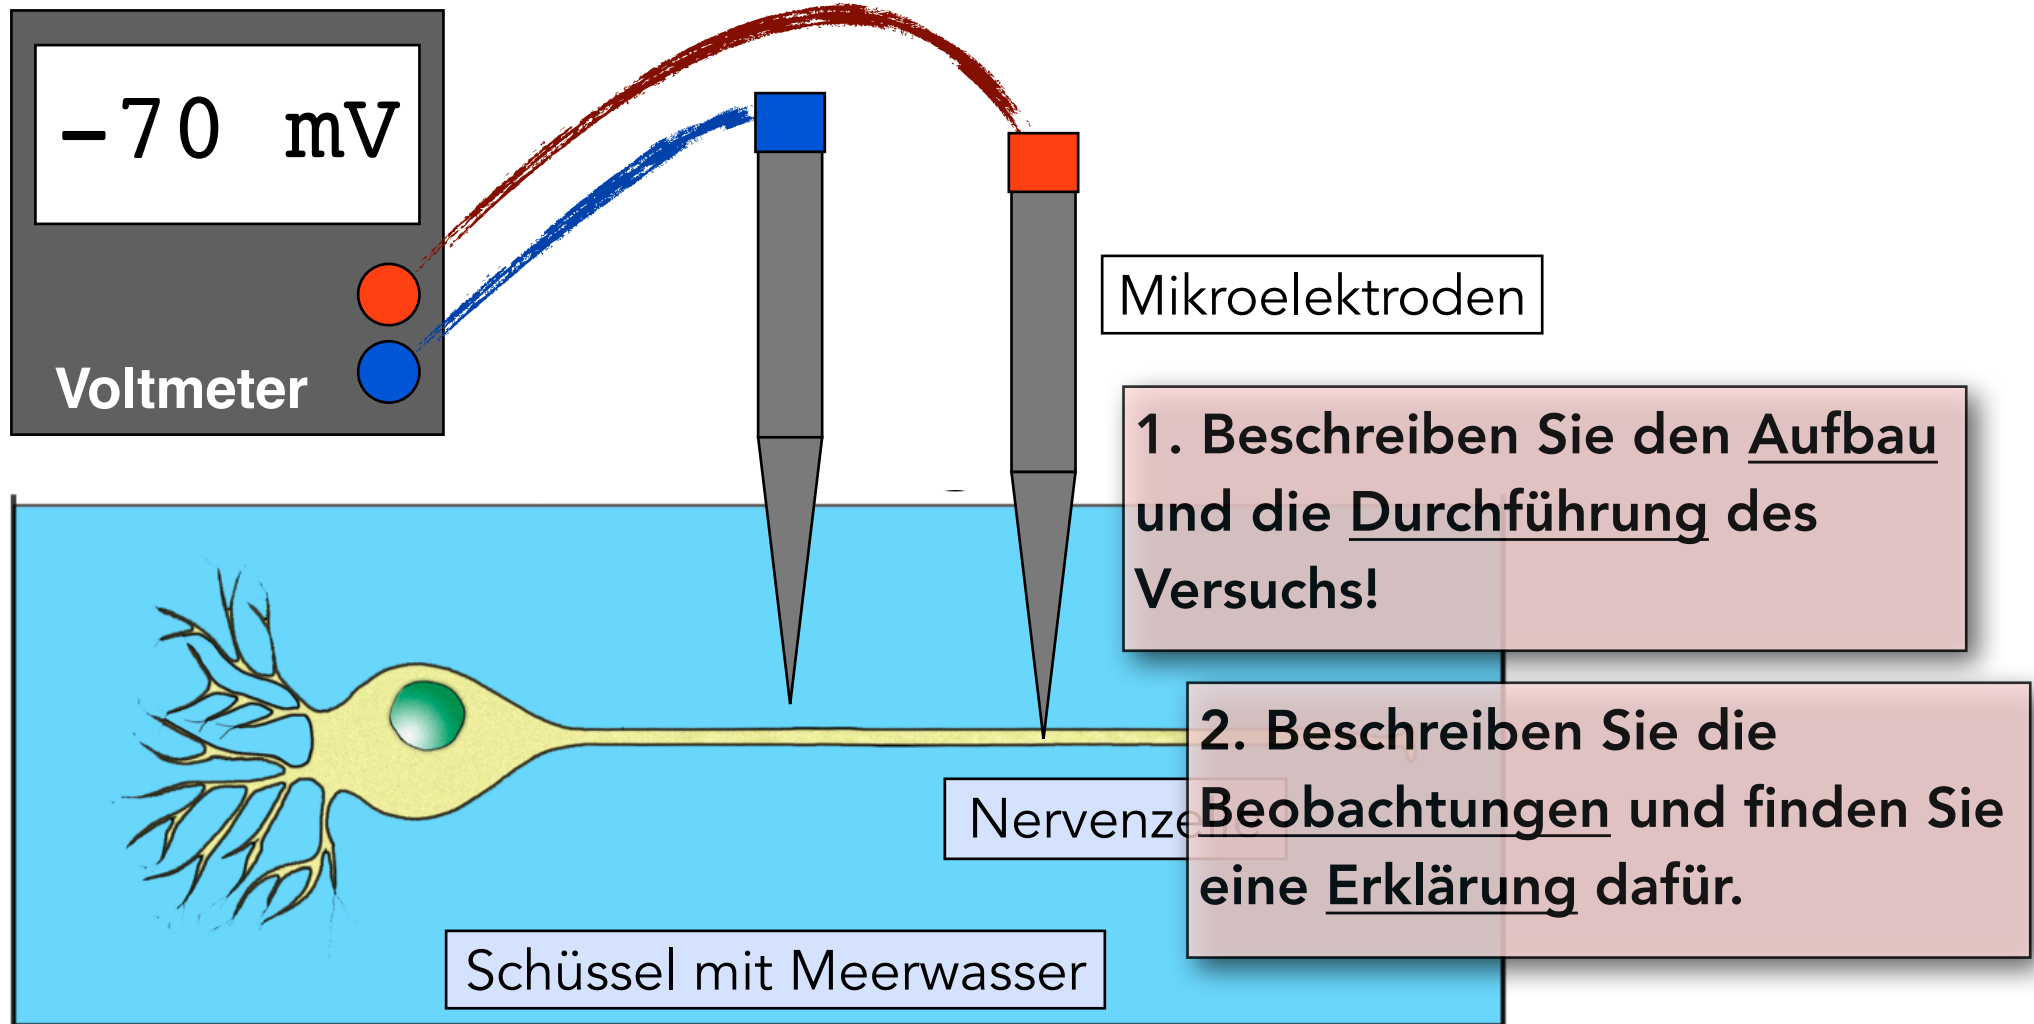 -70 mV
Voltmeter
Mikroelektroden
1. Beschreiben Sie den Aufbau
und die Durchführung des
Versuchs!
2. Beschreiben Sie die
Beobachtungen und finden Sie
eine Erklärung dafür.
Nervenzelle
Schüssel mit Meerwasser